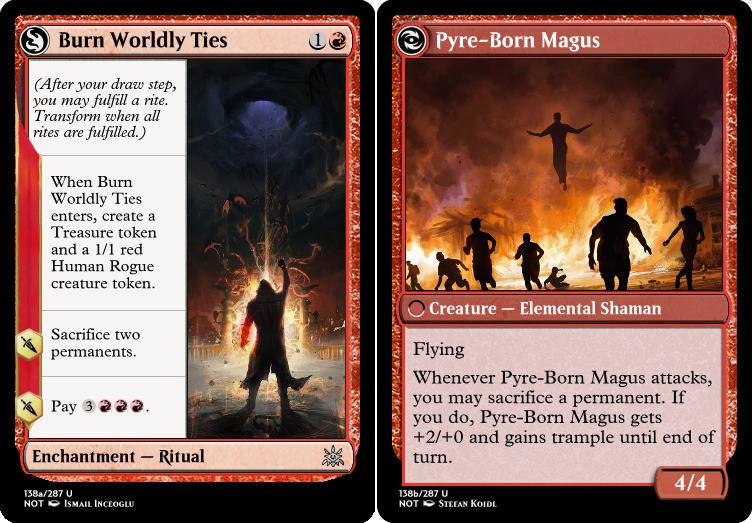 Burn Worldly Ties 1
(After your draw step,
you may fulfill a rite.
Transform when all
rites are fulfilled.)
When Burn
Worldly Ties
enters, create a
Treasure token
and a 1/1 red
Human Rogue
creature token.
Sacrifice two
permanents.
Pay 3.
Enchantment — Ritual
138a/287 U
NOT Ismail Inceoglu
Pyre-Born Magus
Creature — Elemental Shaman
Flying
Whenever Pyre-Born Magus attacks,
you may sacrifice a permanent. If
you do, Pyre-Born Magus gets
+2/+0 and gains trample until end of
turn.
4/4
138b/287 U
NOT Stefan Koidl